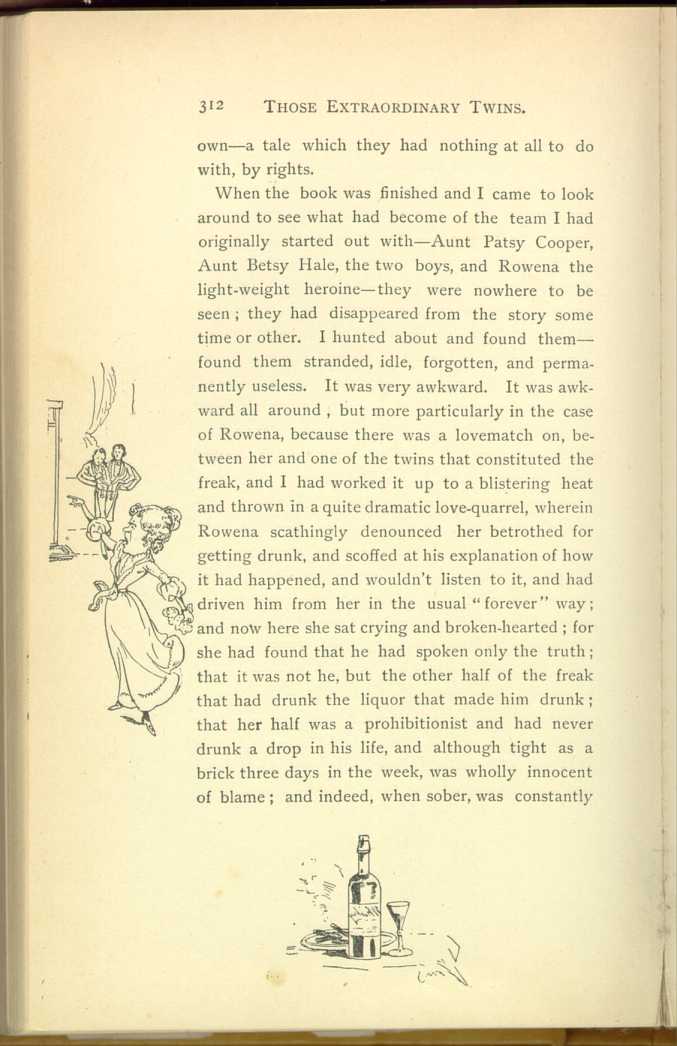 312 THOSE EXTRAORDINARY TWINS.
own—a tale which they had nothing at all to do
with, by rights.
When the book was finished and I came to look
around to see what had become of the team I had
originally started out with—Aunt Patsy Cooper,
Aunt Betsy Hale, the two boys, and Rowena the
light-weight heroine—they were nowhere to be
seen ; they had disappeared from the story some
time or other. I hunted about and found them—
found them stranded, idle, forgotten, and perma-
nently useless. It was very awkward. It was awk-
ward all around , but more particularly in the case
of Rowena, because there was a lovematch on, be-
tween her and one of the twins that constituted the
freak, and I had worked it up to a blistering heat
and thrown in a quite dramatic love-quarrel, wherein
Rowena scathingly denounced her betrothed for
getting drunk, and scoffed at his explanation of how
it had happened, and wouldn't listen to it, and had
driven him from her in the usual "forever" way ;
and now here she sat crying and broken-hearted ; for
she had found that he had spoken only the truth ;
that it was not he, but the other half of the freak
that had drunk the liquor that made him drunk ;
that her half was a prohibitionist and had never
drunk a drop in his life, and although tight as a
brick three days in the week, was wholly innocent
of blame ; and indeed, when sober, was constantly